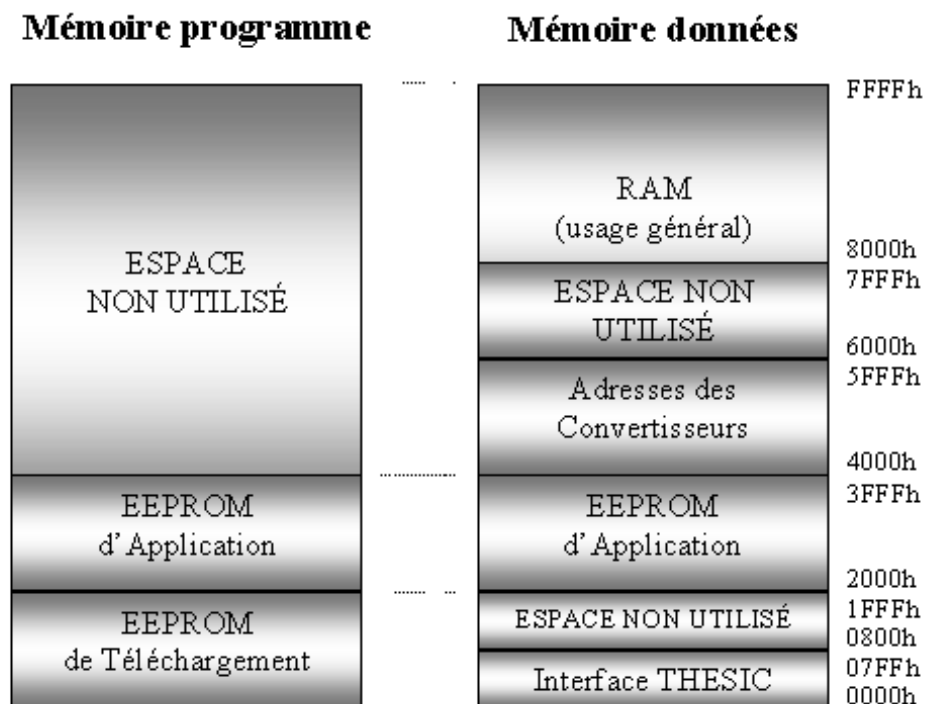 Mémoire programme
Mémoire données
ESPACE
NON UTILISÉ
EEPROM
d'Application
EEPROM
de Téléchargement
RAM
(usage général)
ESPACE NON
UTILISÉ
Adresses des
Convertisseurs
EEPROM
d'Application
ESPACE NON UTILISÉ
Interface THESIC
FFFFh
8000h
7FFFh
6000h
5FFFh
4000h
3FFFh
2000h
1FFFh
0800h
07FFh
0000h